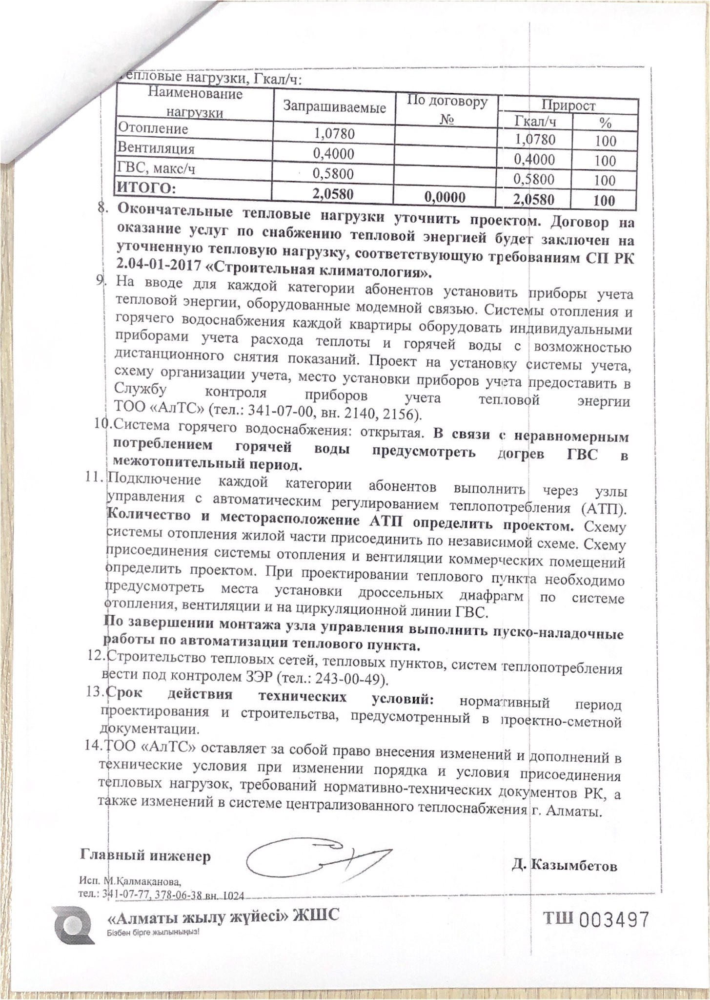 Тепловые нагрузки, Гкал/ч:
Наименование нагрузки Запрашиваемые По договору № Прирост
Гкал/ч %
Отопление 1,0780 1,0780 100
Вентиляция 0,4000 0,4000 100
ГВС, макс/ч 0,5800 0,5800 100
ИТОГО: 2,0580 0,0000 2,0580 100
8. Окончательные тепловые нагрузки уточнить проектом. Договор на
оказание услуг по снабжению тепловой энергией будет заключен на
уточненную тепловую нагрузку, соответствующую требованиям СП РК
2.04-01-2017 «Строительная климатология».
9. На вводе для каждой категории абонентов установить приборы учета
тепловой энергии, оборудованные модемной связью. Системы отопления и
горячего водоснабжения каждой квартиры оборудовать индивидуальными
приборами учета расхода теплоты и горячей воды с возможностью
дистанционного снятия показаний. Проект на установку системы учета,
схему организации учета, место установки приборов учета предоставить в
Службу контроля приборов учета тепловой энергии
ТОО «АлТС» (тел.: 341-07-00, вн. 2140, 2156).
10.Система горячего водоснабжения: открытая. В связи с неравномерным
потреблением горячей воды предусмотреть догрев ГВС в
межотопительный период.
11. Подключение каждой категории абонентов выполнить через узлы
управления с автоматическим регулированием теплопотребления (АТП).
Количество и месторасположение АТП определить проектом. Схему
системы отопления жилой части присоединить по независимой схеме. Схему
присоединения системы отопления и вентиляции коммерческих помещений
определить проектом. При проектировании теплового пункта необходимо
предусмотреть места установки дроссельных диафрагм по системе
отопления, вентиляции и на циркуляционной линии ГВС.
По завершении монтажа узла управления выполнить пуско-наладочные
работы по автоматизации теплового пункта.
12.Строительство тепловых сетей, тепловых пунктов, систем теплопотребления
вести под контролем ЗЭР (тел.: 243-00-49).
13.Срок действия технических условий: нормативный период
проектирования и строительства, предусмотренный в проектно-сметной
документации.
14.ТОО «АлТС» оставляет за собой право внесения изменений и дополнений в
технические условия при изменении порядка и условия присоединения
тепловых нагрузок, требований нормативно-технических документов РК, а
также изменений в системе централизованного теплоснабжения г. Алматы.
Главный инженер Д. Казымбетов
Исп. М.Қалмақанова,
тел.: 341-07-77, 378-06-38 вн. 1024
«Алматы жылу жүйесі» ЖШС ТШ 003497
Бізбен бірге жылыныңыз!